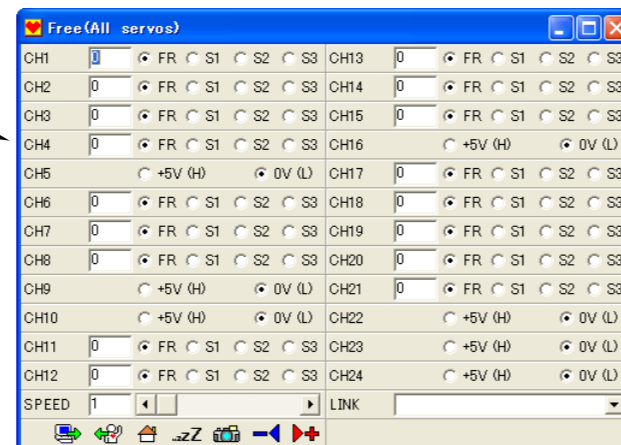 Free(All servos)
CH1 0 FR S1 S2 S3 CH13 0 FR S1 S2 S3
CH2 0 FR S1 S2 S3 CH14 0 FR S1 S2 S3
CH3 0 FR S1 S2 S3 CH15 0 FR S1 S2 S3
CH4 0 FR S1 S2 S3 CH16 +5V (H) 0V (L)
CH5 +5V (H) 0V (L) CH17 0 FR S1 S2 S3
CH6 0 FR S1 S2 S3 CH18 0 FR S1 S2 S3
CH7 0 FR S1 S2 S3 CH19 0 FR S1 S2 S3
CH8 0 FR S1 S2 S3 CH20 0 FR S1 S2 S3
CH9 +5V (H) 0V (L) CH21 0 FR S1 S2 S3
CH10 +5V (H) 0V (L) CH22 +5V (H) 0V (L)
CH11 0 FR S1 S2 S3 CH23 +5V (H) 0V (L)
CH12 0 FR S1 S2 S3 CH24 +5V (H) 0V (L)
SPEED 1 LINK
..zZ